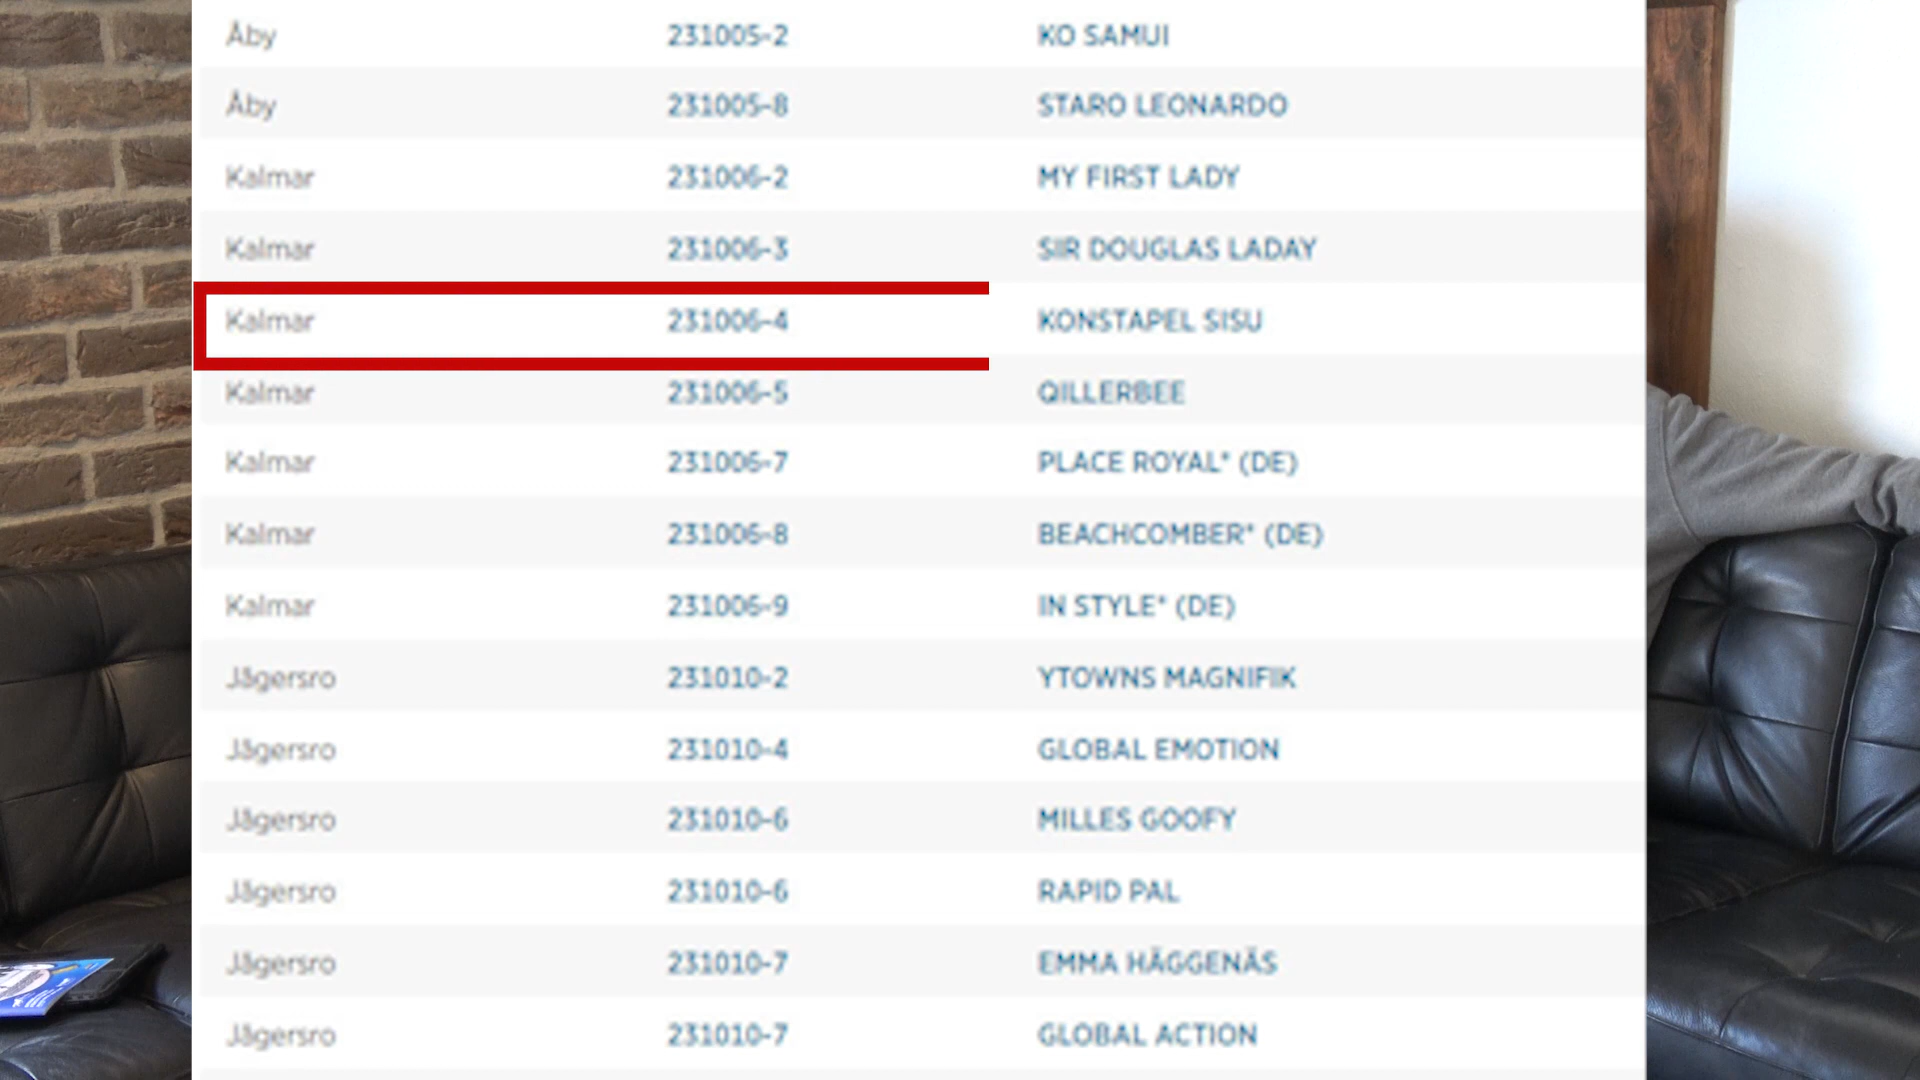 Åby 231005-2 KO SAMUI
Åby 231005-8 STARO LEONARDO
Kalmar 231006-2 MY FIRST LADY
Kalmar 231006-3 SIR DOUGLAS LADAY
Kalmar 231006-4 KONSTAPEL SISU
Kalmar 231006-5 QILLERBEE
Kalmar 231006-7 PLACE ROYAL* (DE)
Kalmar 231006-8 BEACHCOMBER* (DE)
Kalmar 231006-9 IN STYLE* (DE)
Jägersro 231010-2 YTOWNS MAGNIFIK
Jägersro 231010-4 GLOBAL EMOTION
Jägersro 231010-6 MILLES GOOFY
Jägersro 231010-6 RAPID PAL
Jägersro 231010-7 EMMA HÄGGENÄS
Jägersro 231010-7 GLOBAL ACTION